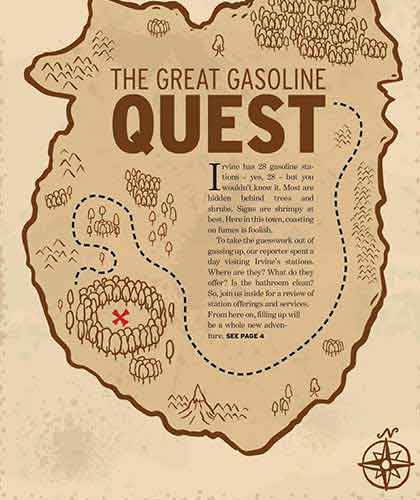 THE GREAT GASOLINE
QUEST
Irvine has 28 gasoline sta-
tions – yes, 28 – but you
wouldn't know it. Most are
hidden behind trees and
shrubs. Signs are shrimpy at
best. Here in this town, coasting
on fumes is foolish.
To take the guesswork out of
gassing up, our reporter spent a
day visiting Irvine's stations.
Where are they? What do they
offer? Is the bathroom clean?
So, join us inside for a review of
station offerings and services.
From here on, filling up will
be a whole new adven-
ture. SEE PAGE 4
N